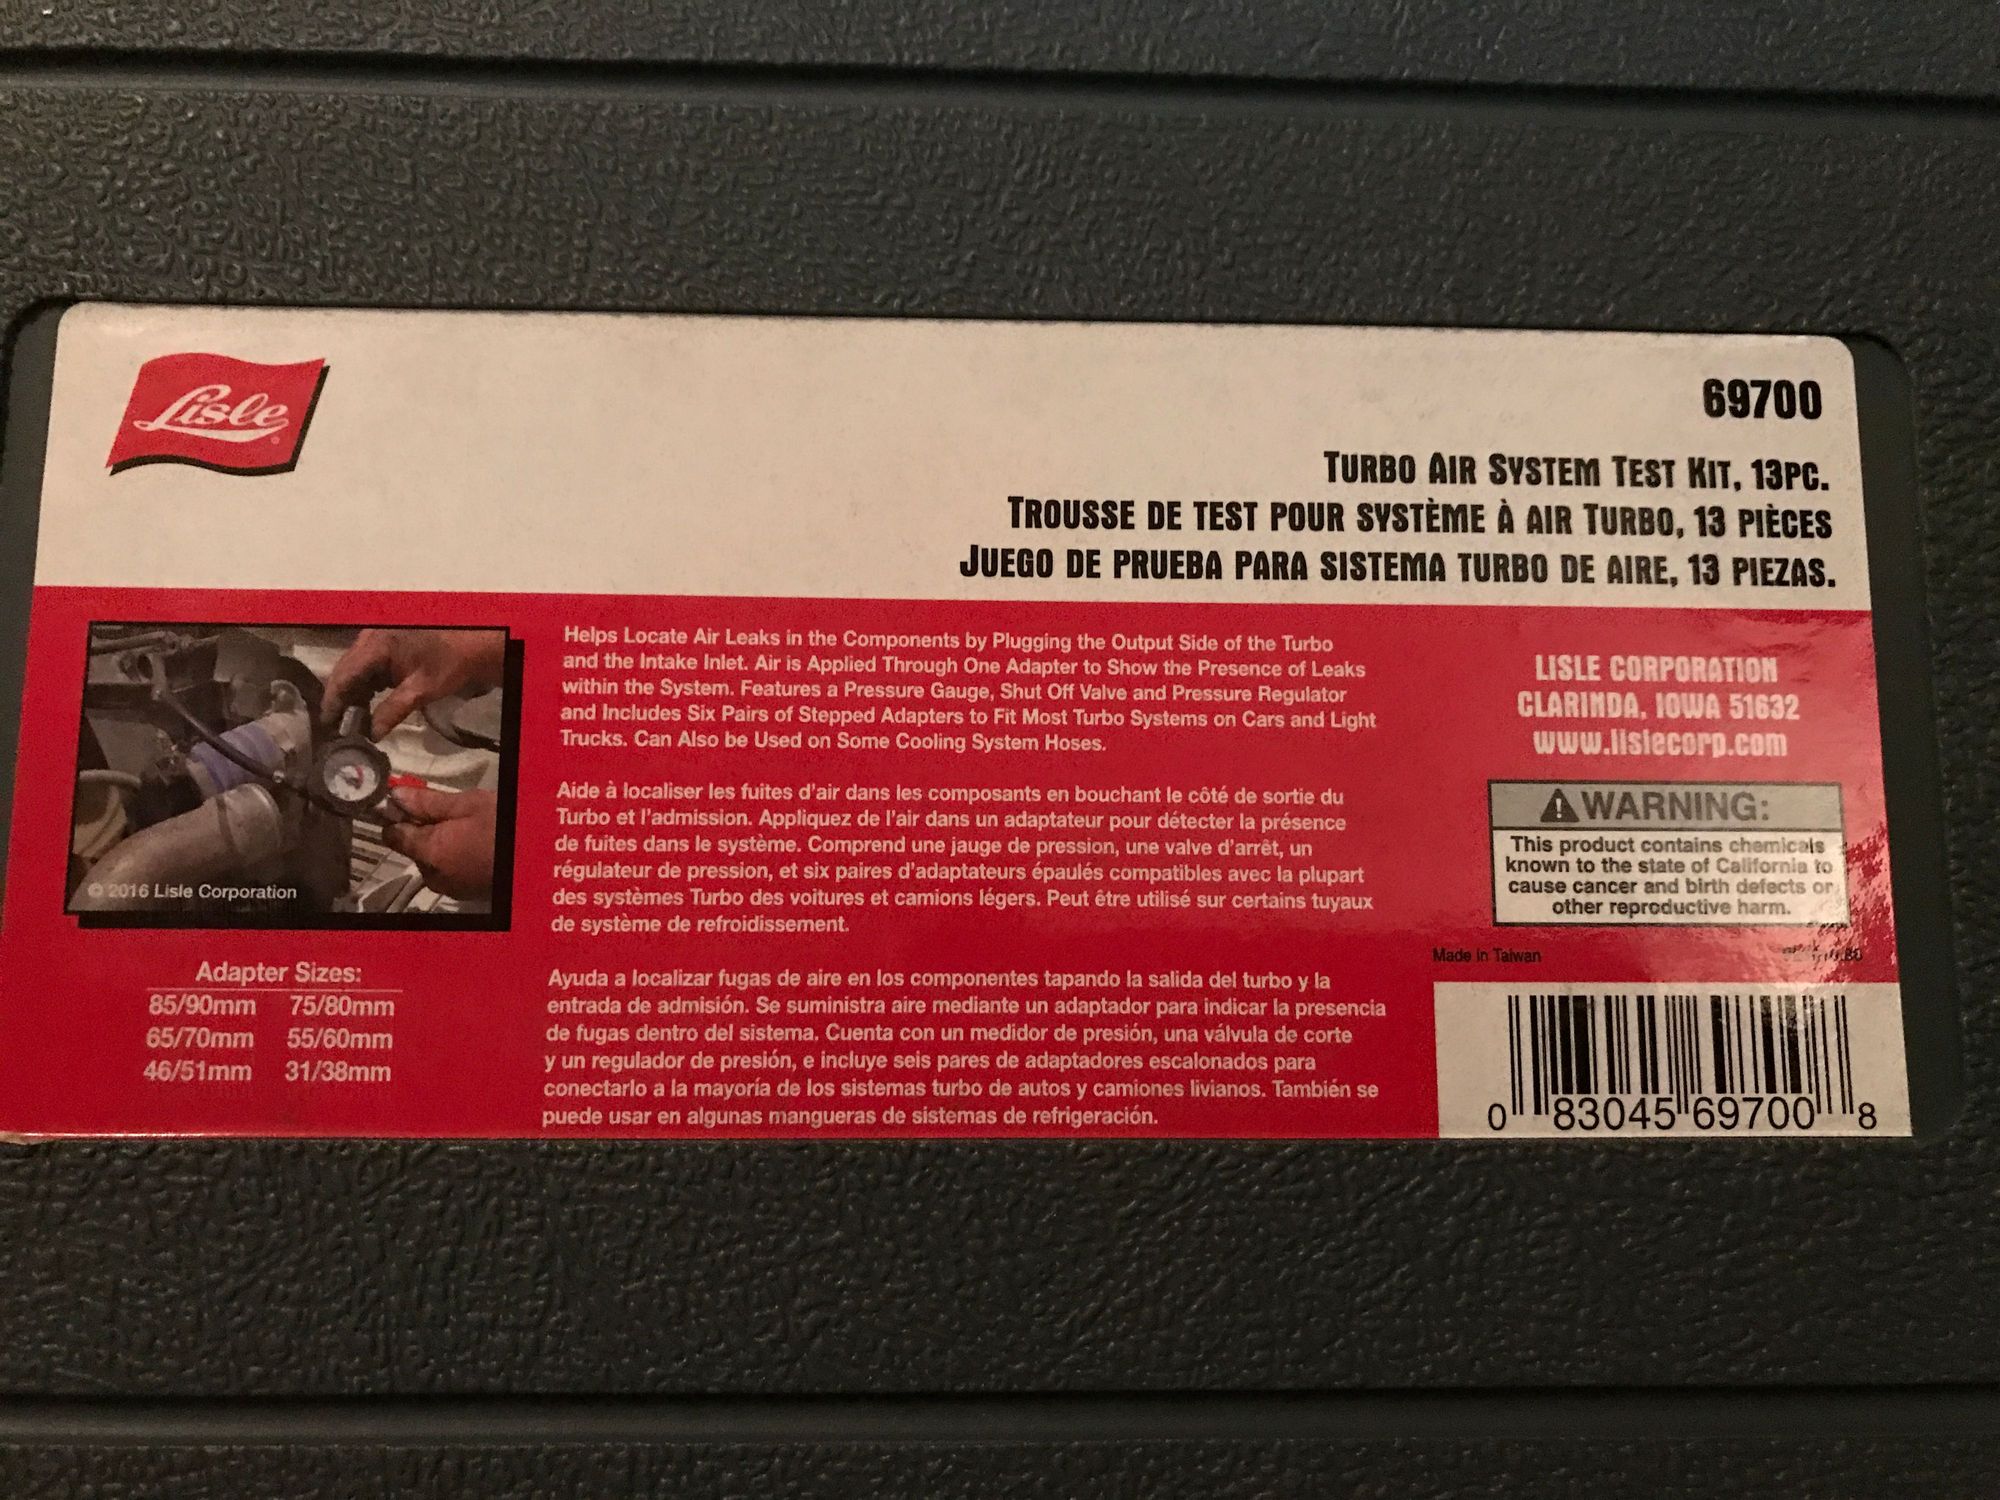 Lisle
69700
TURBO AIR SYSTEM TEST KIT, 13PC.
TROUSSE DE TEST POUR SYSTÈME À AIR TURBO, 13 PIÈCES
JUEGO DE PRUEBA PARA SISTEMA TURBO DE AIRE, 13 PIEZAS.
© 2016 Lisle Corporation
Adapter Sizes:
85/90mm 75/80mm
65/70mm 55/60mm
46/51mm 31/38mm
Helps Locate Air Leaks in the Components by Plugging the Output Side of the Turbo
and the Intake Inlet. Air is Applied Through One Adapter to Show the Presence of Leaks
within the System. Features a Pressure Gauge, Shut Off Valve and Pressure Regulator
and Includes Six Pairs of Stepped Adapters to Fit Most Turbo Systems on Cars and Light
Trucks. Can Also be Used on Some Cooling System Hoses.
Aide à localiser les fuites d'air dans les composants en bouchant le côté de sortie du
Turbo et l'admission. Appliquez de l'air dans un adaptateur pour détecter la présence
de fuites dans le système. Comprend une jauge de pression, une valve d'arrêt, un
régulateur de pression, et six paires d'adaptateurs épaulés compatibles avec la plupart
des systèmes Turbo des voitures et camions légers. Peut être utilisé sur certains tuyaux
de système de refroidissement.
Ayuda a localizar fugas de aire en los componentes tapando la salida del turbo y la
entrada de admisión. Se suministra aire mediante un adaptador para indicar la presencia
de fugas dentro del sistema. Cuenta con un medidor de presión, una válvula de corte
y un regulador de presión, e incluye seis pares de adaptadores escalonados para
conectarlo a la mayoría de los sistemas turbo de autos y camiones livianos. También se
puede usar en algunas mangueras de sistemas de refrigeración.
LISLE CORPORATION
CLARINDA, IOWA 51632
www.lislecorp.com
WARNING:
This product contains chemicals
known to the state of California to
cause cancer and birth defects or
other reproductive harm.
Made in Taiwan
0 83045 69700 8